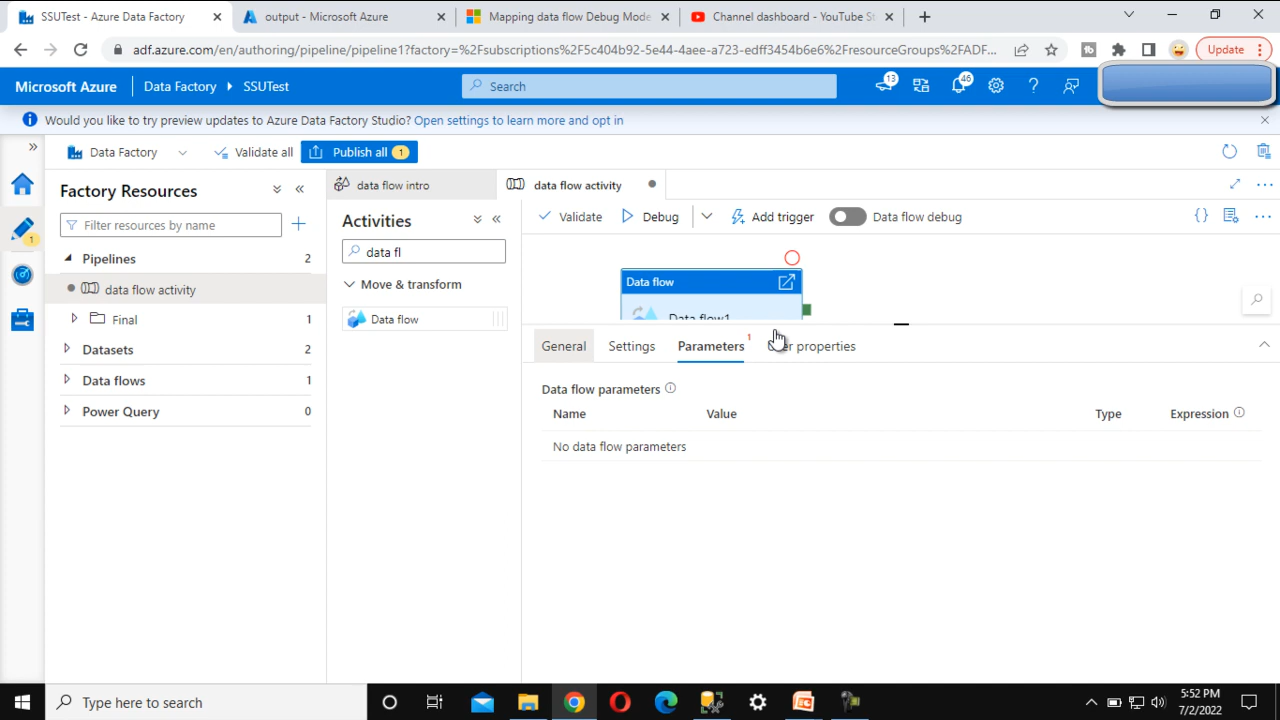 SSUTest - Azure Data Factory
output - Microsoft Azure
Mapping data flow Debug Mode
Channel dashboard - YouTube St
adf.azure.com/en/authoring/pipeline/pipeline1?factory=%2Fsubscriptions%2F5c404b92-5e44-4aee-a723-edff3454b6e6%2FresourceGroups%2FADF...
Update
Microsoft Azure
Data Factory
SSUTest
Search
13
46
Would you like to try preview updates to Azure Data Factory Studio? Open settings to learn more and opt in
Data Factory
Validate all
Publish all 1
Factory Resources
Filter resources by name
Pipelines 2
data flow activity
Final 1
Datasets 2
Data flows 1
Power Query 0
1
data flow intro
data flow activity
Activities
data fl
Move & transform
Data flow
Validate
Debug
Add trigger
Data flow debug
Data flow
Data flow1
General
Settings
Parameters 1
er properties
Data flow parameters
Name
Value
Type
Expression
No data flow parameters
Type here to search
5:52 PM
7/2/2022